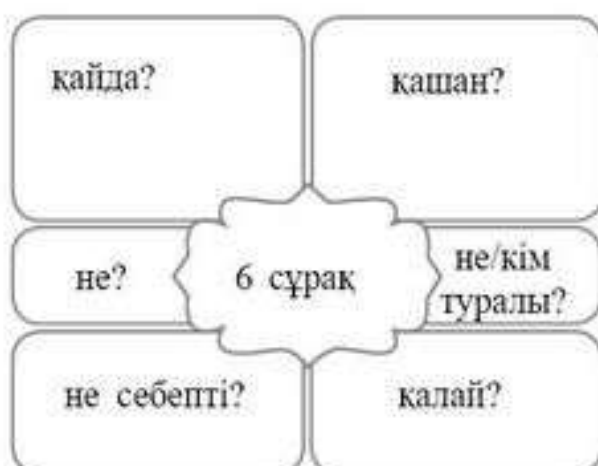 қайда?
қашан?
не?
6 сұрақ
не/кім
туралы?
не себепті?
қалай?